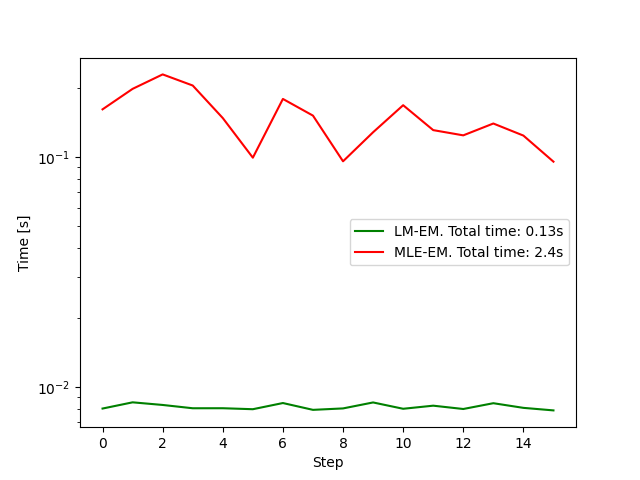 10⁻¹
10⁻²
Time [s]
LM-EM. Total time: 0.13s
MLE-EM. Total time: 2.4s
0 2 4 6 8 10 12 14
Step